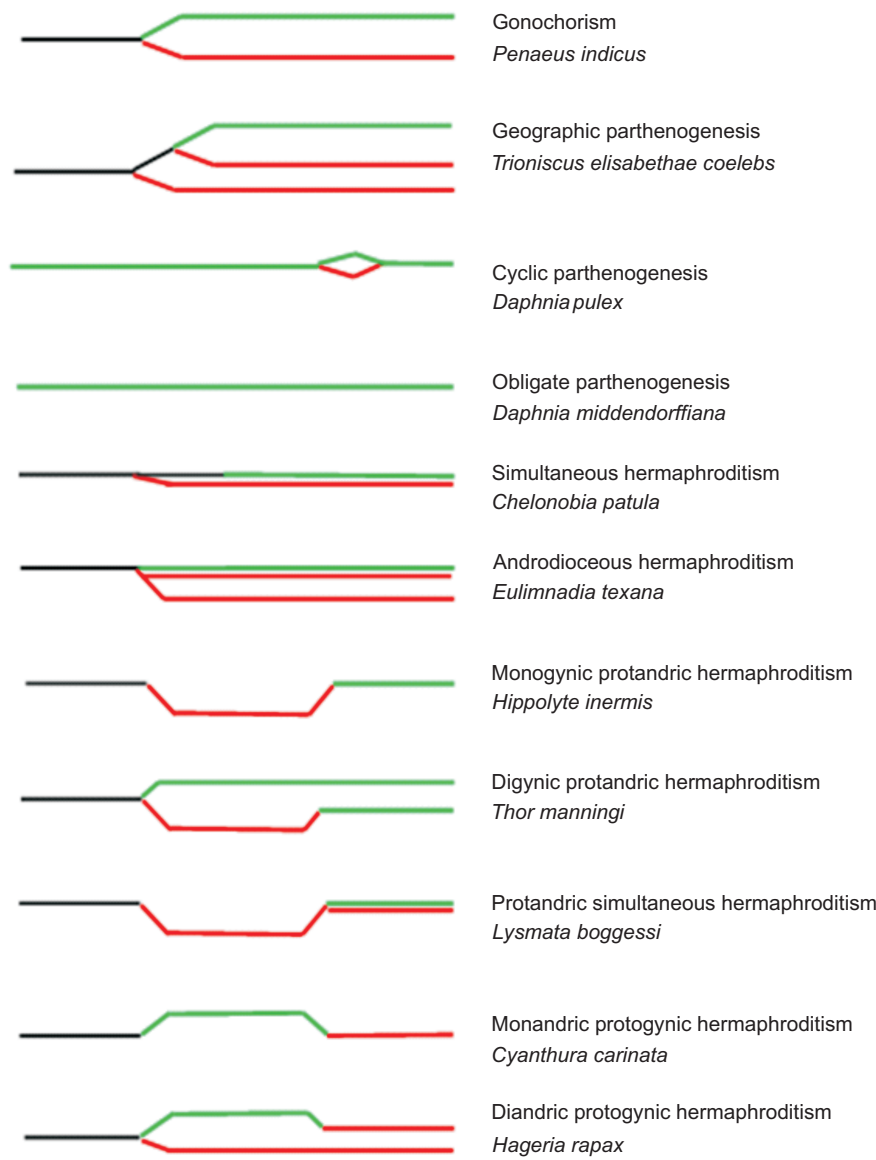 Gonochorism
Penaeus indicus
Geographic parthenogenesis
Trioniscus elisabethae coelebs
Cyclic parthenogenesis
Daphnia pulex
Obligate parthenogenesis
Daphnia middendorffiana
Simultaneous hermaphroditism
Chelonobia patula
Androdioceous hermaphroditism
Eulimnadia texana
Monogynic protandric hermaphroditism
Hippolyte inermis
Digynic protandric hermaphroditism
Thor manningi
Protandric simultaneous hermaphroditism
Lysmata boggessi
Monandric protogynic hermaphroditism
Cyanthura carinata
Diandric protogynic hermaphroditism
Hageria rapax